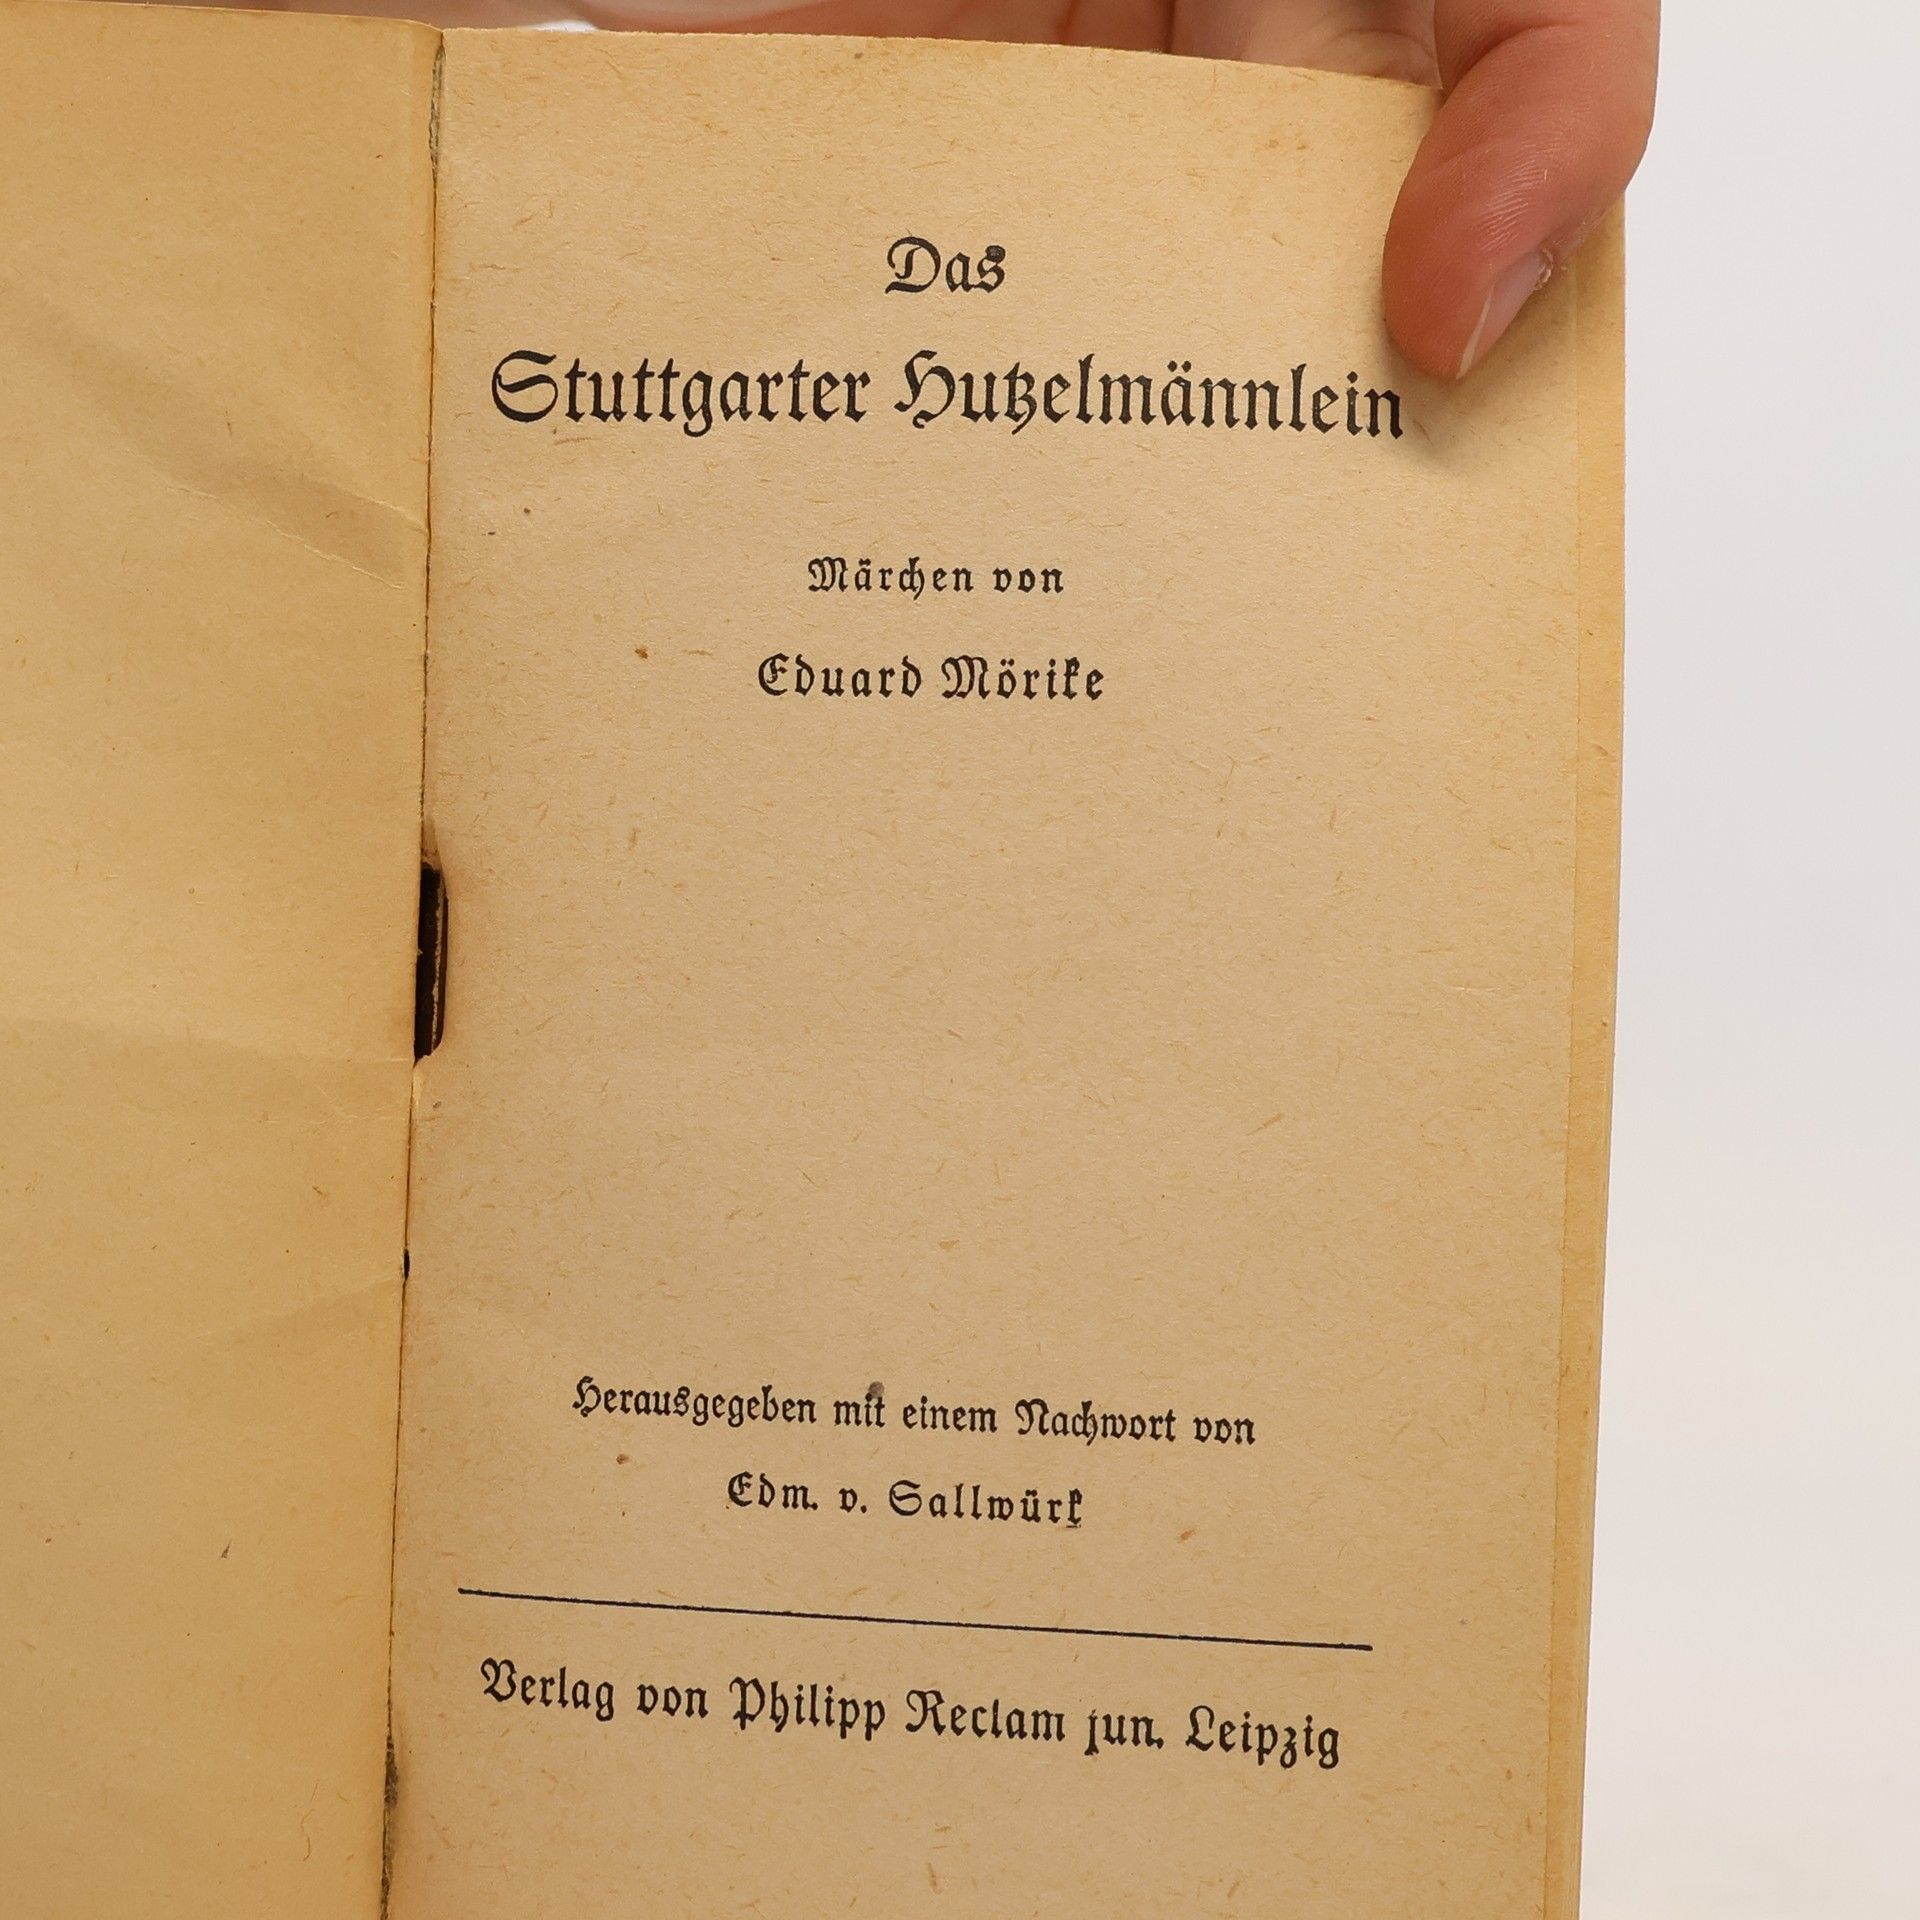 Das
Stuttgarter Hutzelmännlein
Märchen von
Eduard Mörike
Herausgegeben mit einem Nachwort von
Edm. v. Sallwürk
Verlag von Philipp Reclam jun. Leipzig